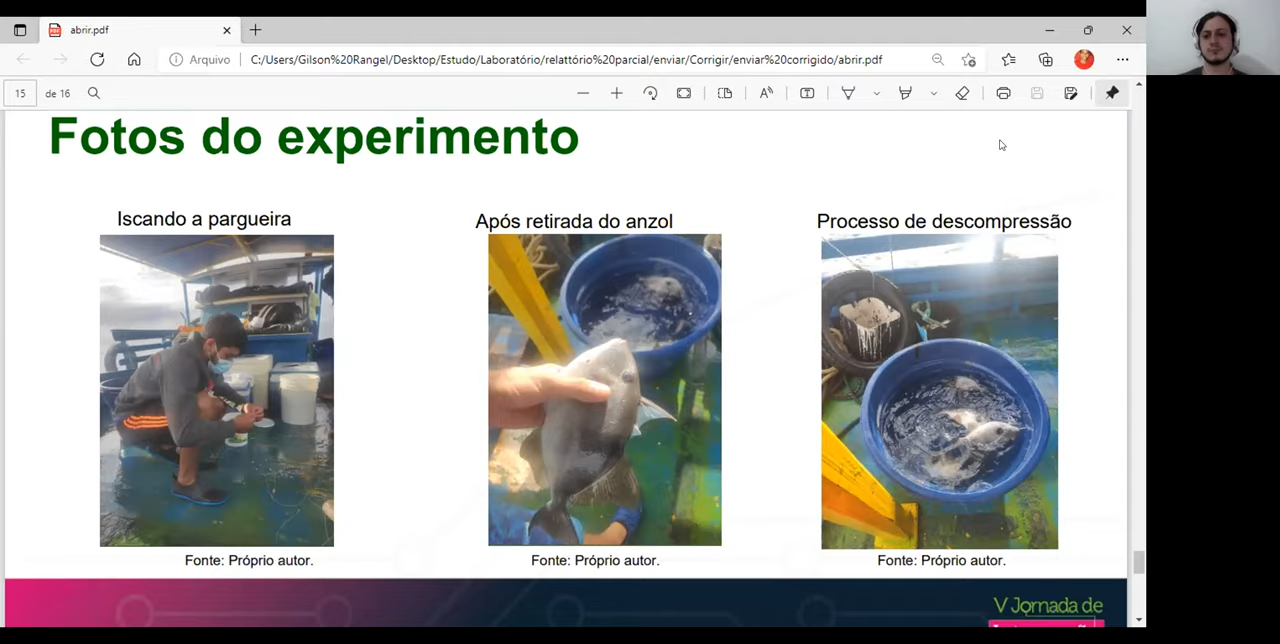 abrir.pdf
Arquivo
C:/Users/Gilson%20Rangel/Desktop/Estudo/Laboratório/relattório%20parcial/enviar/Corrigir/enviar%20corrigido/abrir.pdf
15 de 16
Fotos do experimento
Iscando a pargueira
Após retirada do anzol
Processo de descompressão
Fonte: Próprio autor.
Fonte: Próprio autor.
Fonte: Próprio autor.
V Jornada de